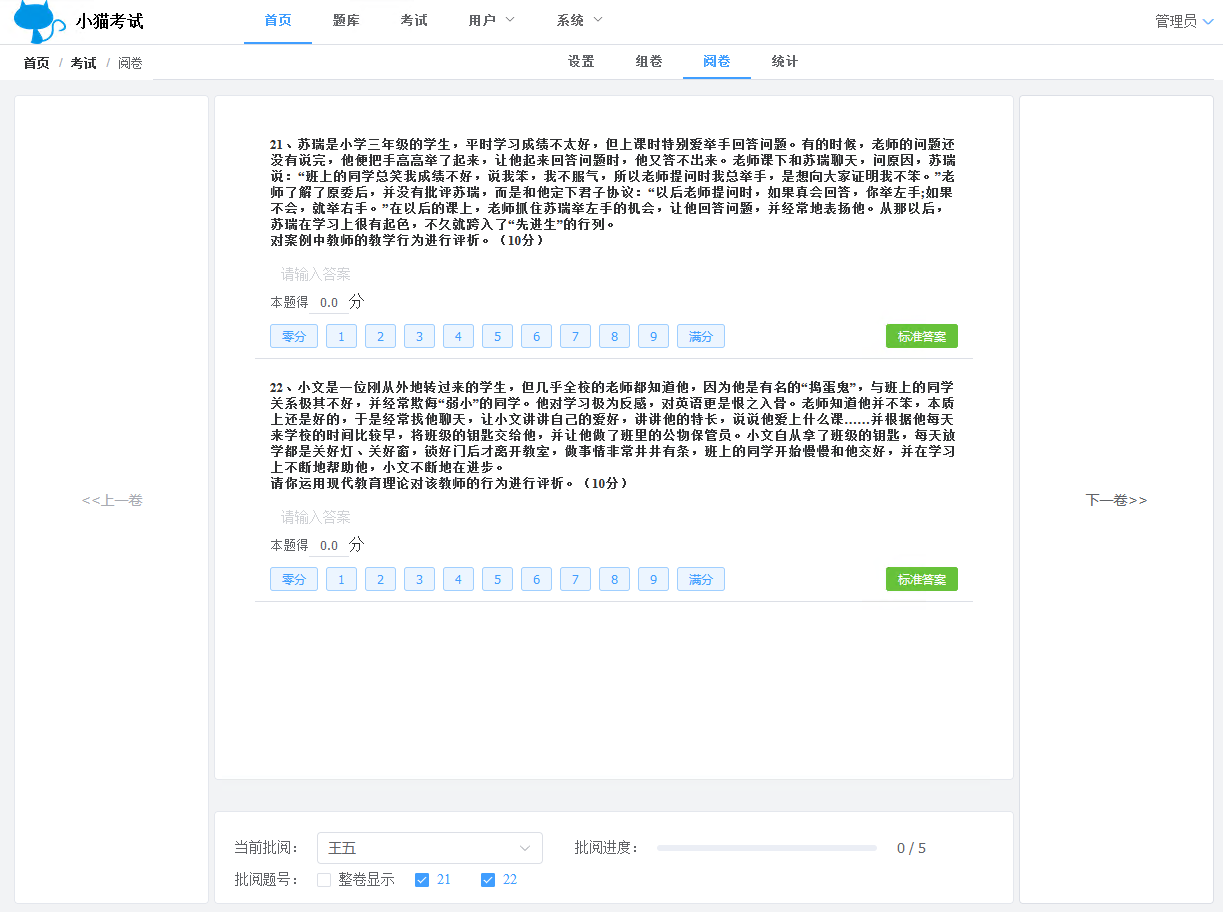 小猫考试 首页 题库 考试 用户 系统 管理员
首页 / 考试 / 阅卷 设置 组卷 阅卷 统计
21、苏瑞是小学三年级的学生，平时学习成绩不太好，但上课时特别爱举手回答问题。有的时候，老师的问题还
没有说完，他便把手高高举了起来，让他起来回答问题时，他又答不出来。老师课下和苏瑞聊天，问原因，苏瑞
说：“班上的同学总笑我成绩不好，说我笨，我不服气，所以老师提问时我总举手，是想向大家证明我不笨。”老
师了解了原委后，并没有批评苏瑞，而是和他定下君子协议：“以后老师提问时，如果真会回答，你举左手;如果
不会，就举右手。”在以后的课上，老师抓住苏瑞举左手的机会，让他回答问题，并经常地表扬他。从那以后，
苏瑞在学习上很有起色，不久就跨入了“先进生”的行列。
对案例中教师的教学行为进行评析。（10分）
请输入答案
本题得 0.0 分
零分 1 2 3 4 5 6 7 8 9 满分 标准答案
22、小文是一位刚从外地转过来的学生，但几乎全校的老师都知道他，因为他是有名的“捣蛋鬼”，与班上的同学
关系极其不好，并经常欺侮“弱小”的同学。他对学习极为反感，对英语更是恨之入骨。老师知道他并不笨，本质
上还是好的，于是经常找他聊天，让小文讲讲自己的爱好，讲讲他的特长，说说他爱上什么课……并根据他每天
来学校的时间比较早，将班级的钥匙交给他，并让他做了班里的公物保管员。小文自从拿了班级的钥匙，每天放
学都是关好灯、关好窗，锁好门后才离开教室，做事情非常井井有条，班上的同学开始慢慢和他交好，并在学习
上不断地帮助他，小文不断地在进步。
请你运用现代教育理论对该教师的行为进行评析。（10分）
<<上一卷
下一卷>>
请输入答案
本题得 0.0 分
零分 1 2 3 4 5 6 7 8 9 满分 标准答案
当前批阅： 王五 批阅进度： 0 / 5
批阅题号： 整卷显示 21 22